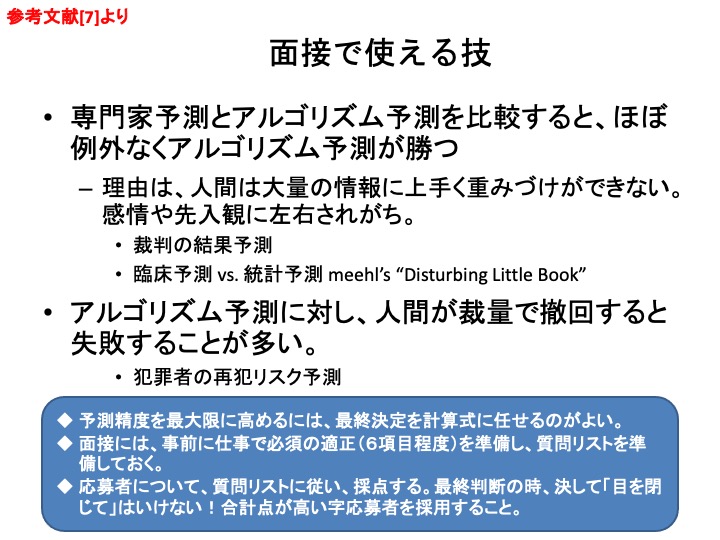 参考文献[7]より
面接で使える技
• 専門家予測とアルゴリズム予測を比較すると、ほぼ
例外なくアルゴリズム予測が勝つ
– 理由は、人間は大量の情報に上手く重みづけができない。
感情や先入観に左右されがち。
• 裁判の結果予測
• 臨床予測 vs. 統計予測 meehl’s “Disturbing Little Book”
• アルゴリズム予測に対し、人間が裁量で撤回すると
失敗することが多い。
• 犯罪者の再犯リスク予測
◆ 予測精度を最大限に高めるには、最終決定を計算式に任せるのがよい。
◆ 面接には、事前に仕事で必須の適正（６項目程度）を準備し、質問リストを準
備しておく。
◆ 応募者について、質問リストに従い、採点する。最終判断の時、決して「目を閉
じて」はいけない！合計点が高い字応募者を採用すること。